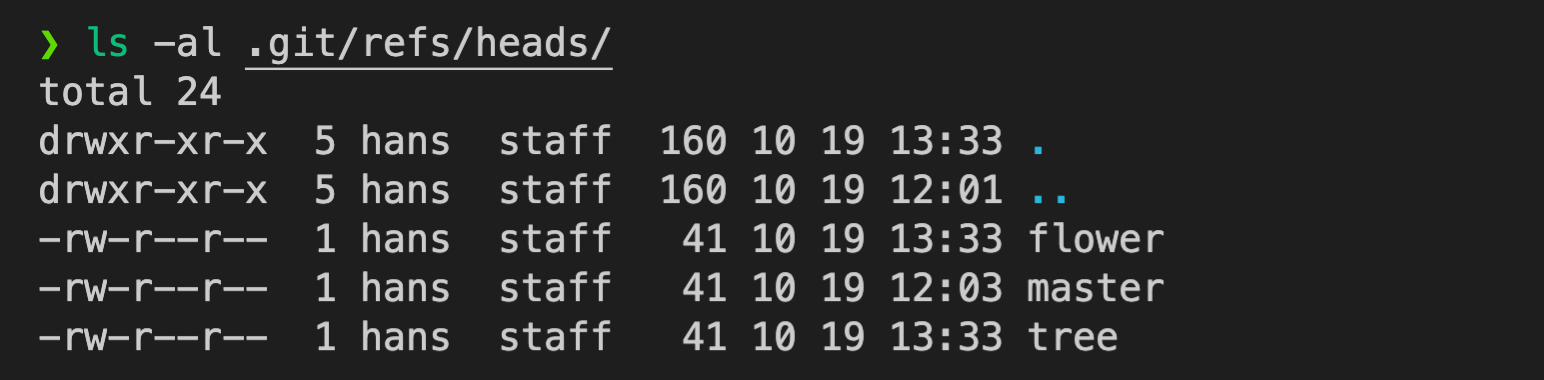 ❯ ls -al .git/refs/heads/
total 24
drwxr-xr-x  5 hans  staff  160 10 19 13:33 .
drwxr-xr-x  5 hans  staff  160 10 19 12:01 ..
-rw-r--r--  1 hans  staff   41 10 19 13:33 flower
-rw-r--r--  1 hans  staff   41 10 19 12:03 master
-rw-r--r--  1 hans  staff   41 10 19 13:33 tree